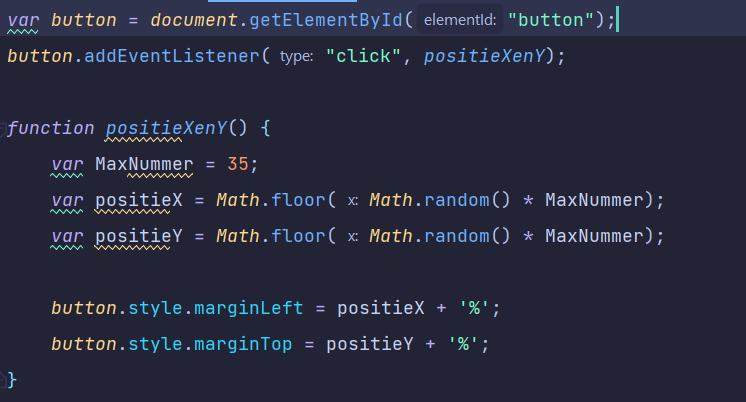 var button = document.getElementById( elementId: "button");
button.addEventListener( type: "click", positieXenY);
function positieXenY() {
var MaxNummer = 35;
var positieX = Math.floor( x: Math.random() * MaxNummer);
var positieY = Math.floor( x: Math.random() * MaxNummer);
button.style.marginLeft = positieX + '%';
button.style.marginTop = positieY + '%';
}